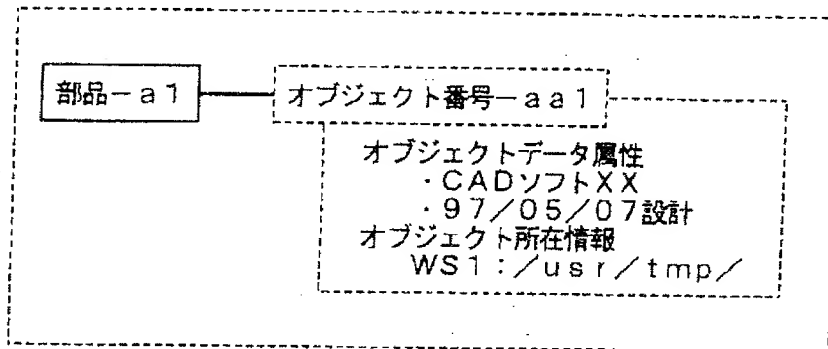 部品－ａ１
オブジェクト番号－ａａ１
オブジェクトデータ属性
・ＣＡＤソフトＸＸ
・９７／０５／０７設計
オブジェクト所在情報
ＷＳ１：／ｕｓｒ／ｔｍｐ／